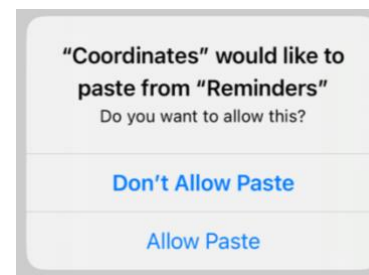 “Coordinates” would like to
paste from “Reminders”
Do you want to allow this?
Don’t Allow Paste
Allow Paste